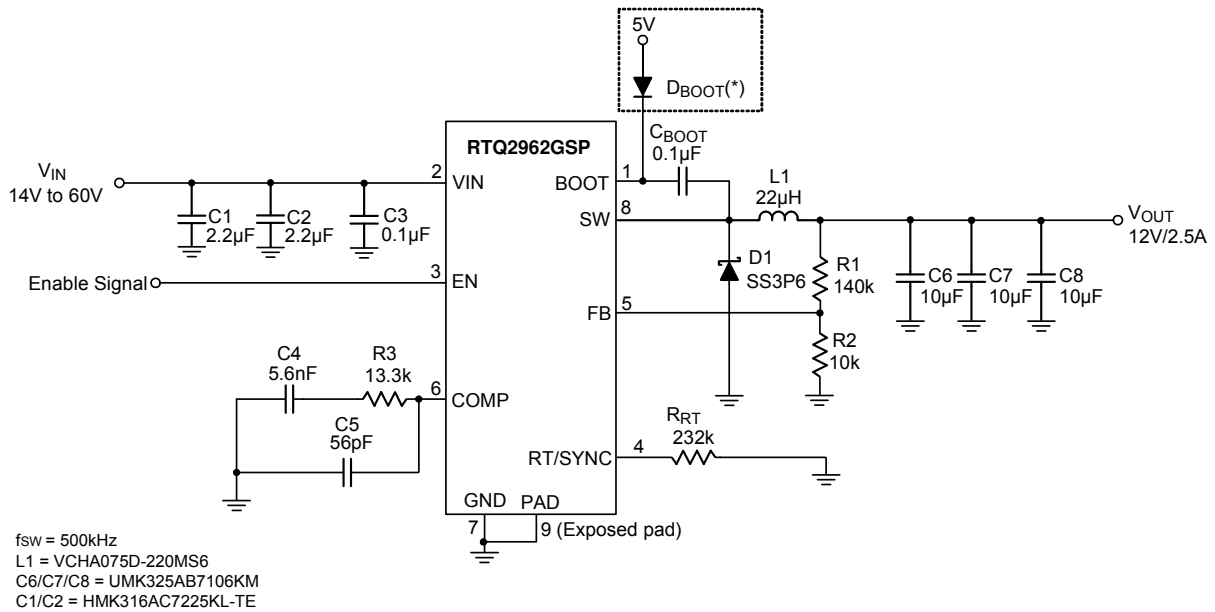 5V
DBOOT(*)
RTQ2962GSP
CBOOT
0.1µF
VIN
14V to 60V
2
VIN
BOOT
1
L1
22µH
C1
2.2µF
C2
2.2µF
C3
0.1µF
SW
8
VOUT
12V/2.5A
Enable Signal
3
EN
D1
SS3P6
R1
140k
C6
10µF
C7
10µF
C8
10µF
FB
5
R2
10k
C4
5.6nF
R3
13.3k
6
COMP
C5
56pF
RRT
232k
RT/SYNC
4
GND
PAD
7
9 (Exposed pad)
fSW = 500kHz
L1 = VCHA075D-220MS6
C6/C7/C8 = UMK325AB7106KM
C1/C2 = HMK316AC7225KL-TE